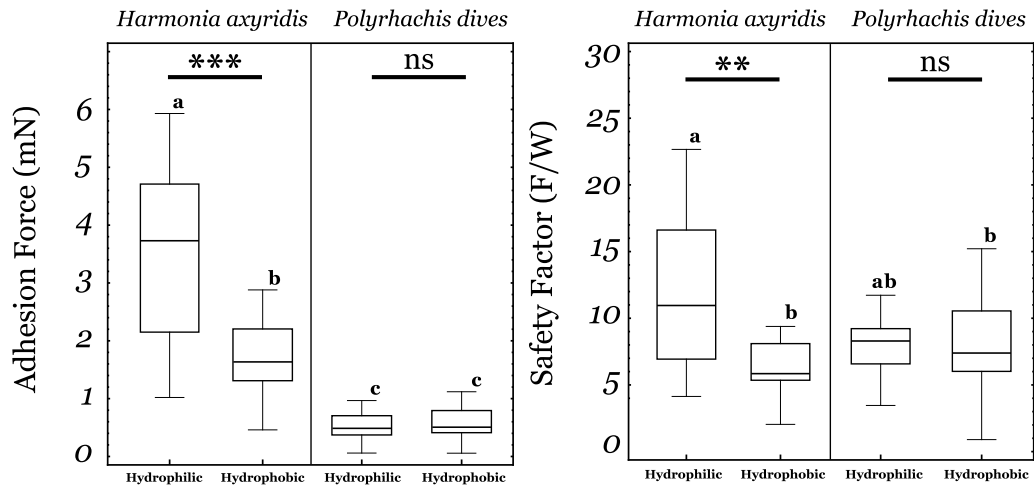 Harmonia axyridis Polyrhachis dives
Adhesion Force (mN)
6
5
4
3
2
1
0
*** ns
a
b
c
c
Hydrophilic Hydrophobic Hydrophilic Hydrophobic
Harmonia axyridis Polyrhachis dives
Safety Factor (F/W)
30
25
20
15
10
5
0
** ns
a
b
ab
b
Hydrophilic Hydrophobic Hydrophilic Hydrophobic